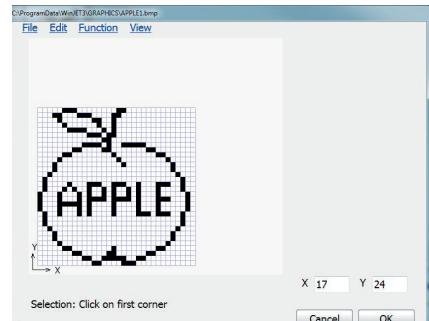 C:\ProgramData\WinJET3\GRAPHICS\APPLE1.bmp
File Edit Function View
APPLE
Y
X
X 17 Y 24
Selection: Click on first corner
Cancel OK